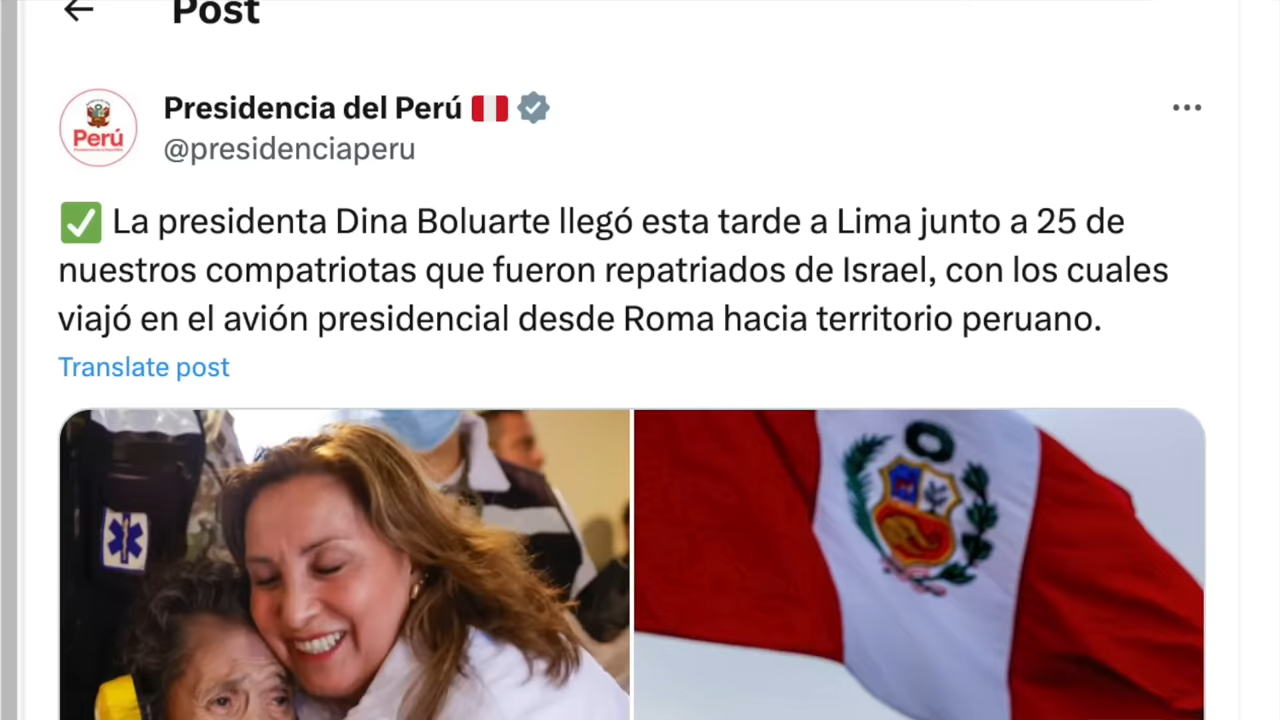 Post
Presidencia del Perú
Perú
@presidenciaperu
La presidenta Dina Boluarte llegó esta tarde a Lima junto a 25 de
nuestros compatriotas que fueron repatriados de Israel, con los cuales
viajó en el avión presidencial desde Roma hacia territorio peruano.
Translate post